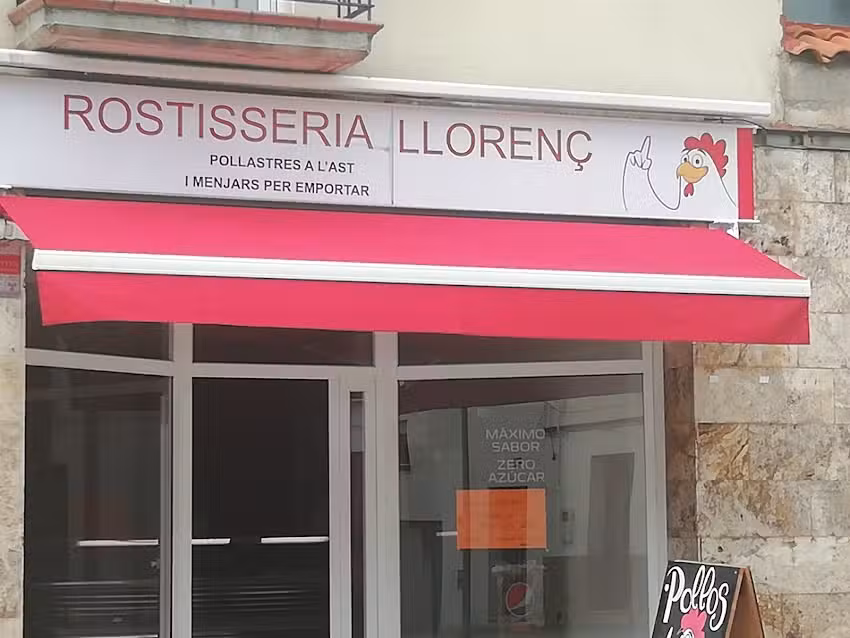 ROSTISSERIA LLORENÇ
POLLASTRES A L'AST
I MENJARS PER EMPORTAR
MÁXIMO
SABOR
ZERO
AZÚCAR
Pollos